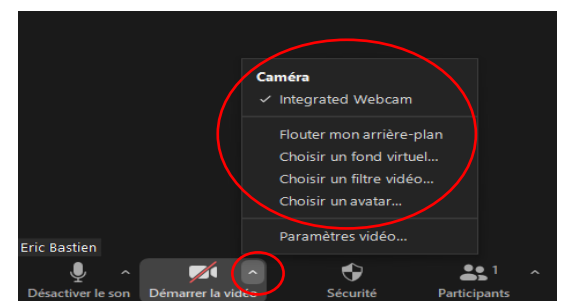 Caméra
Integrated Webcam
Flouter mon arrière-plan
Choisir un fond virtuel...
Choisir un filtre vidéo...
Choisir un avatar...
Paramètres vidéo...
Eric Bastien
1
Désactiver le son Démarrer la vidéo Sécurité Participants